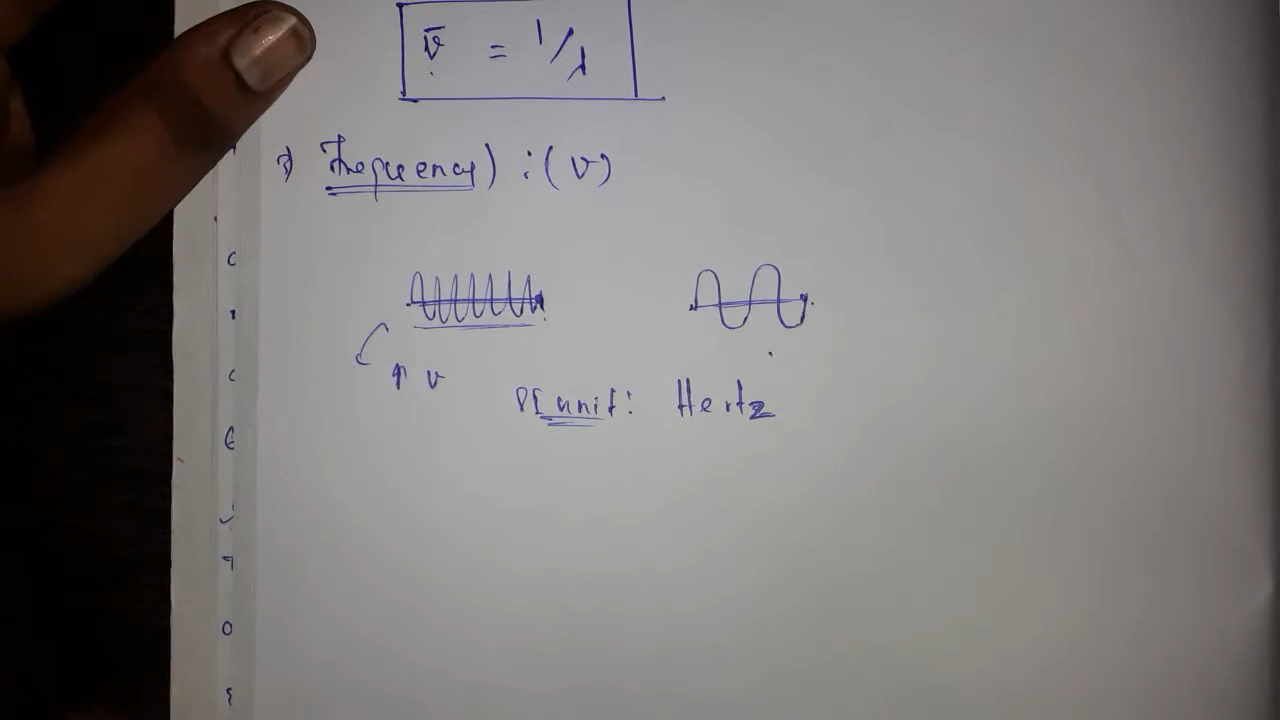 ν̅ = 1/λ
3) Frequency) : (ν)
↑ ν
SI unit: Hertz